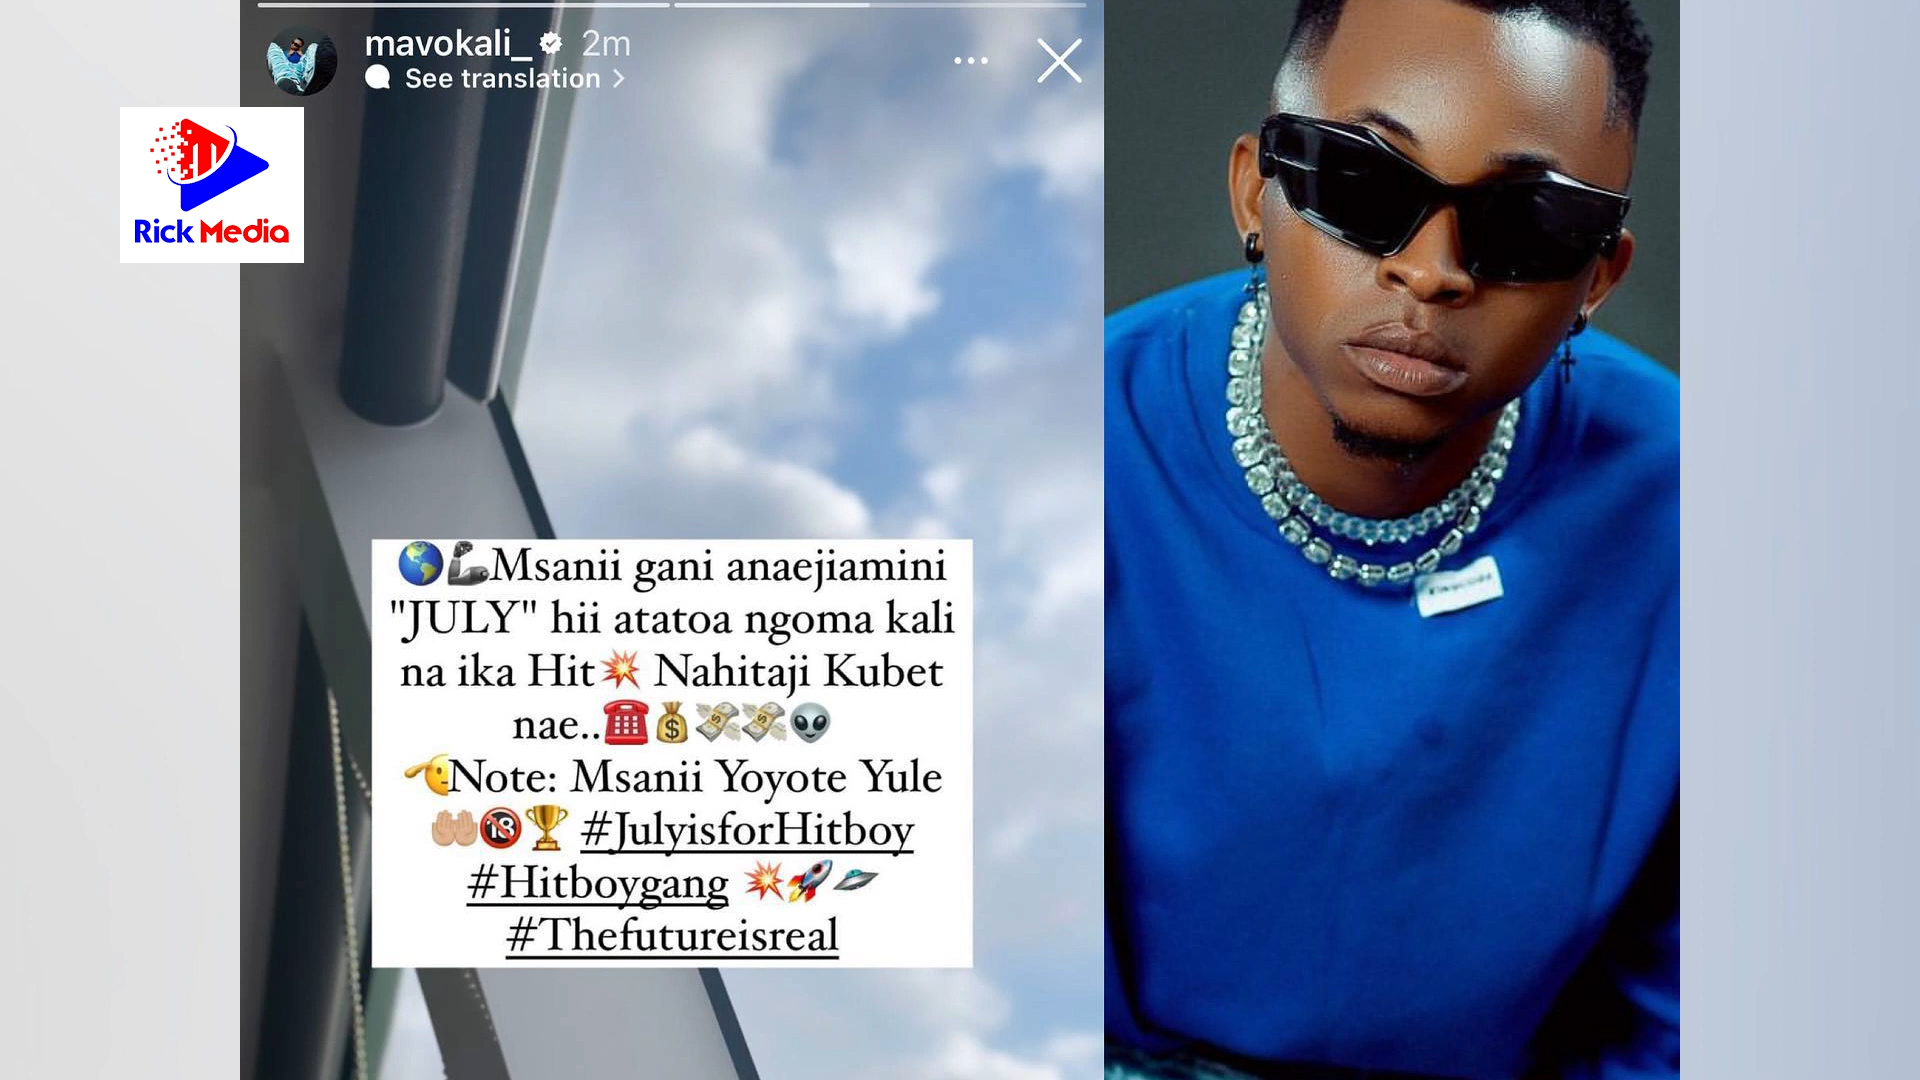 mavokali_ 2m
See translation
Rick Media
🌎🦾Msanii gani anaejiamini
"JULY" hii atatoa ngoma kali
na ika Hit💥 Nahitaji Kubet
nae..☎️💰💸💸👽
🫡Note: Msanii Yoyote Yule
🤲🏼🔞🏆 #JulyisforHitboy
#Hitboygang 💥🚀🛸
#Thefutureisreal